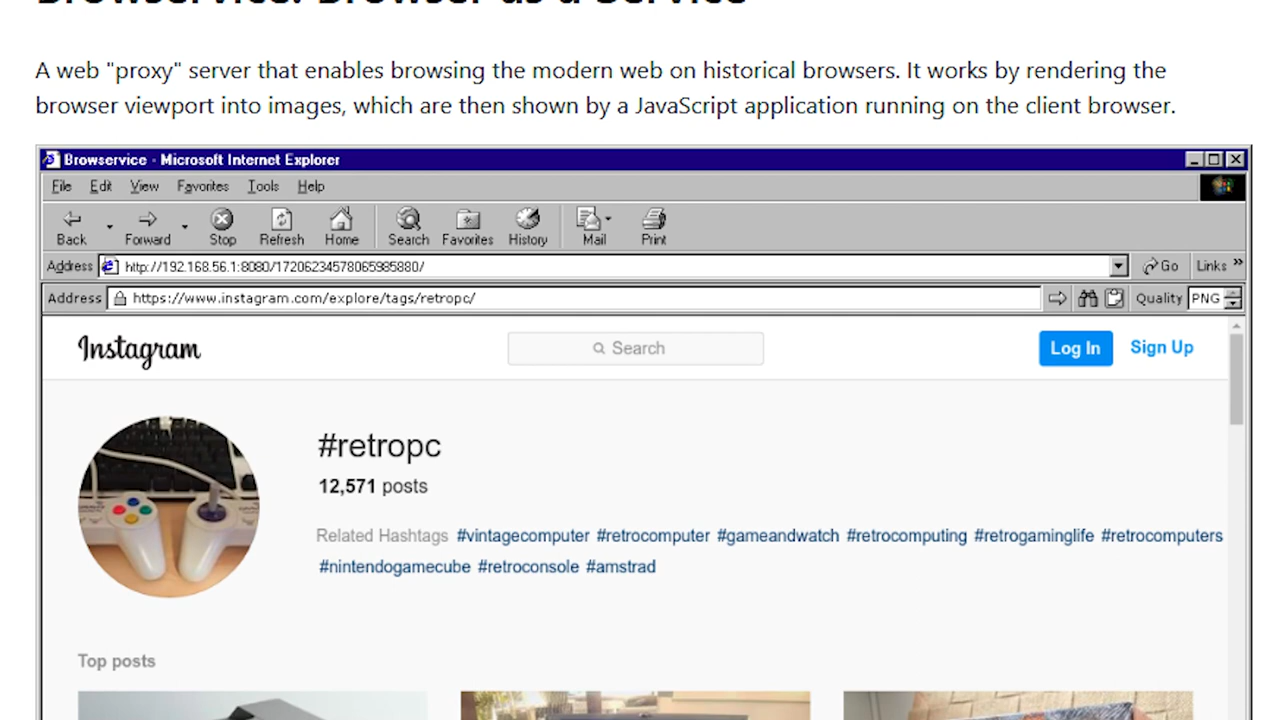 Browservice: Browser as a Service
A web "proxy" server that enables browsing the modern web on historical browsers. It works by rendering the
browser viewport into images, which are then shown by a JavaScript application running on the client browser.
Browservice - Microsoft Internet Explorer
File Edit View Favorites Tools Help
Back Forward Stop Refresh Home Search Favorites History Mail Print
Address http://192.168.56.1:8080/17206234578065985880/ Go Links »
Address https://www.instagram.com/explore/tags/retropc/ Quality PNG
Instagram Search Log In Sign Up
#retropc
12,571 posts
Related Hashtags #vintagecomputer #retrocomputer #gameandwatch #retrocomputing #retrogaminglife #retrocomputers
#nintendogamecube #retroconsole #amstrad
Top posts